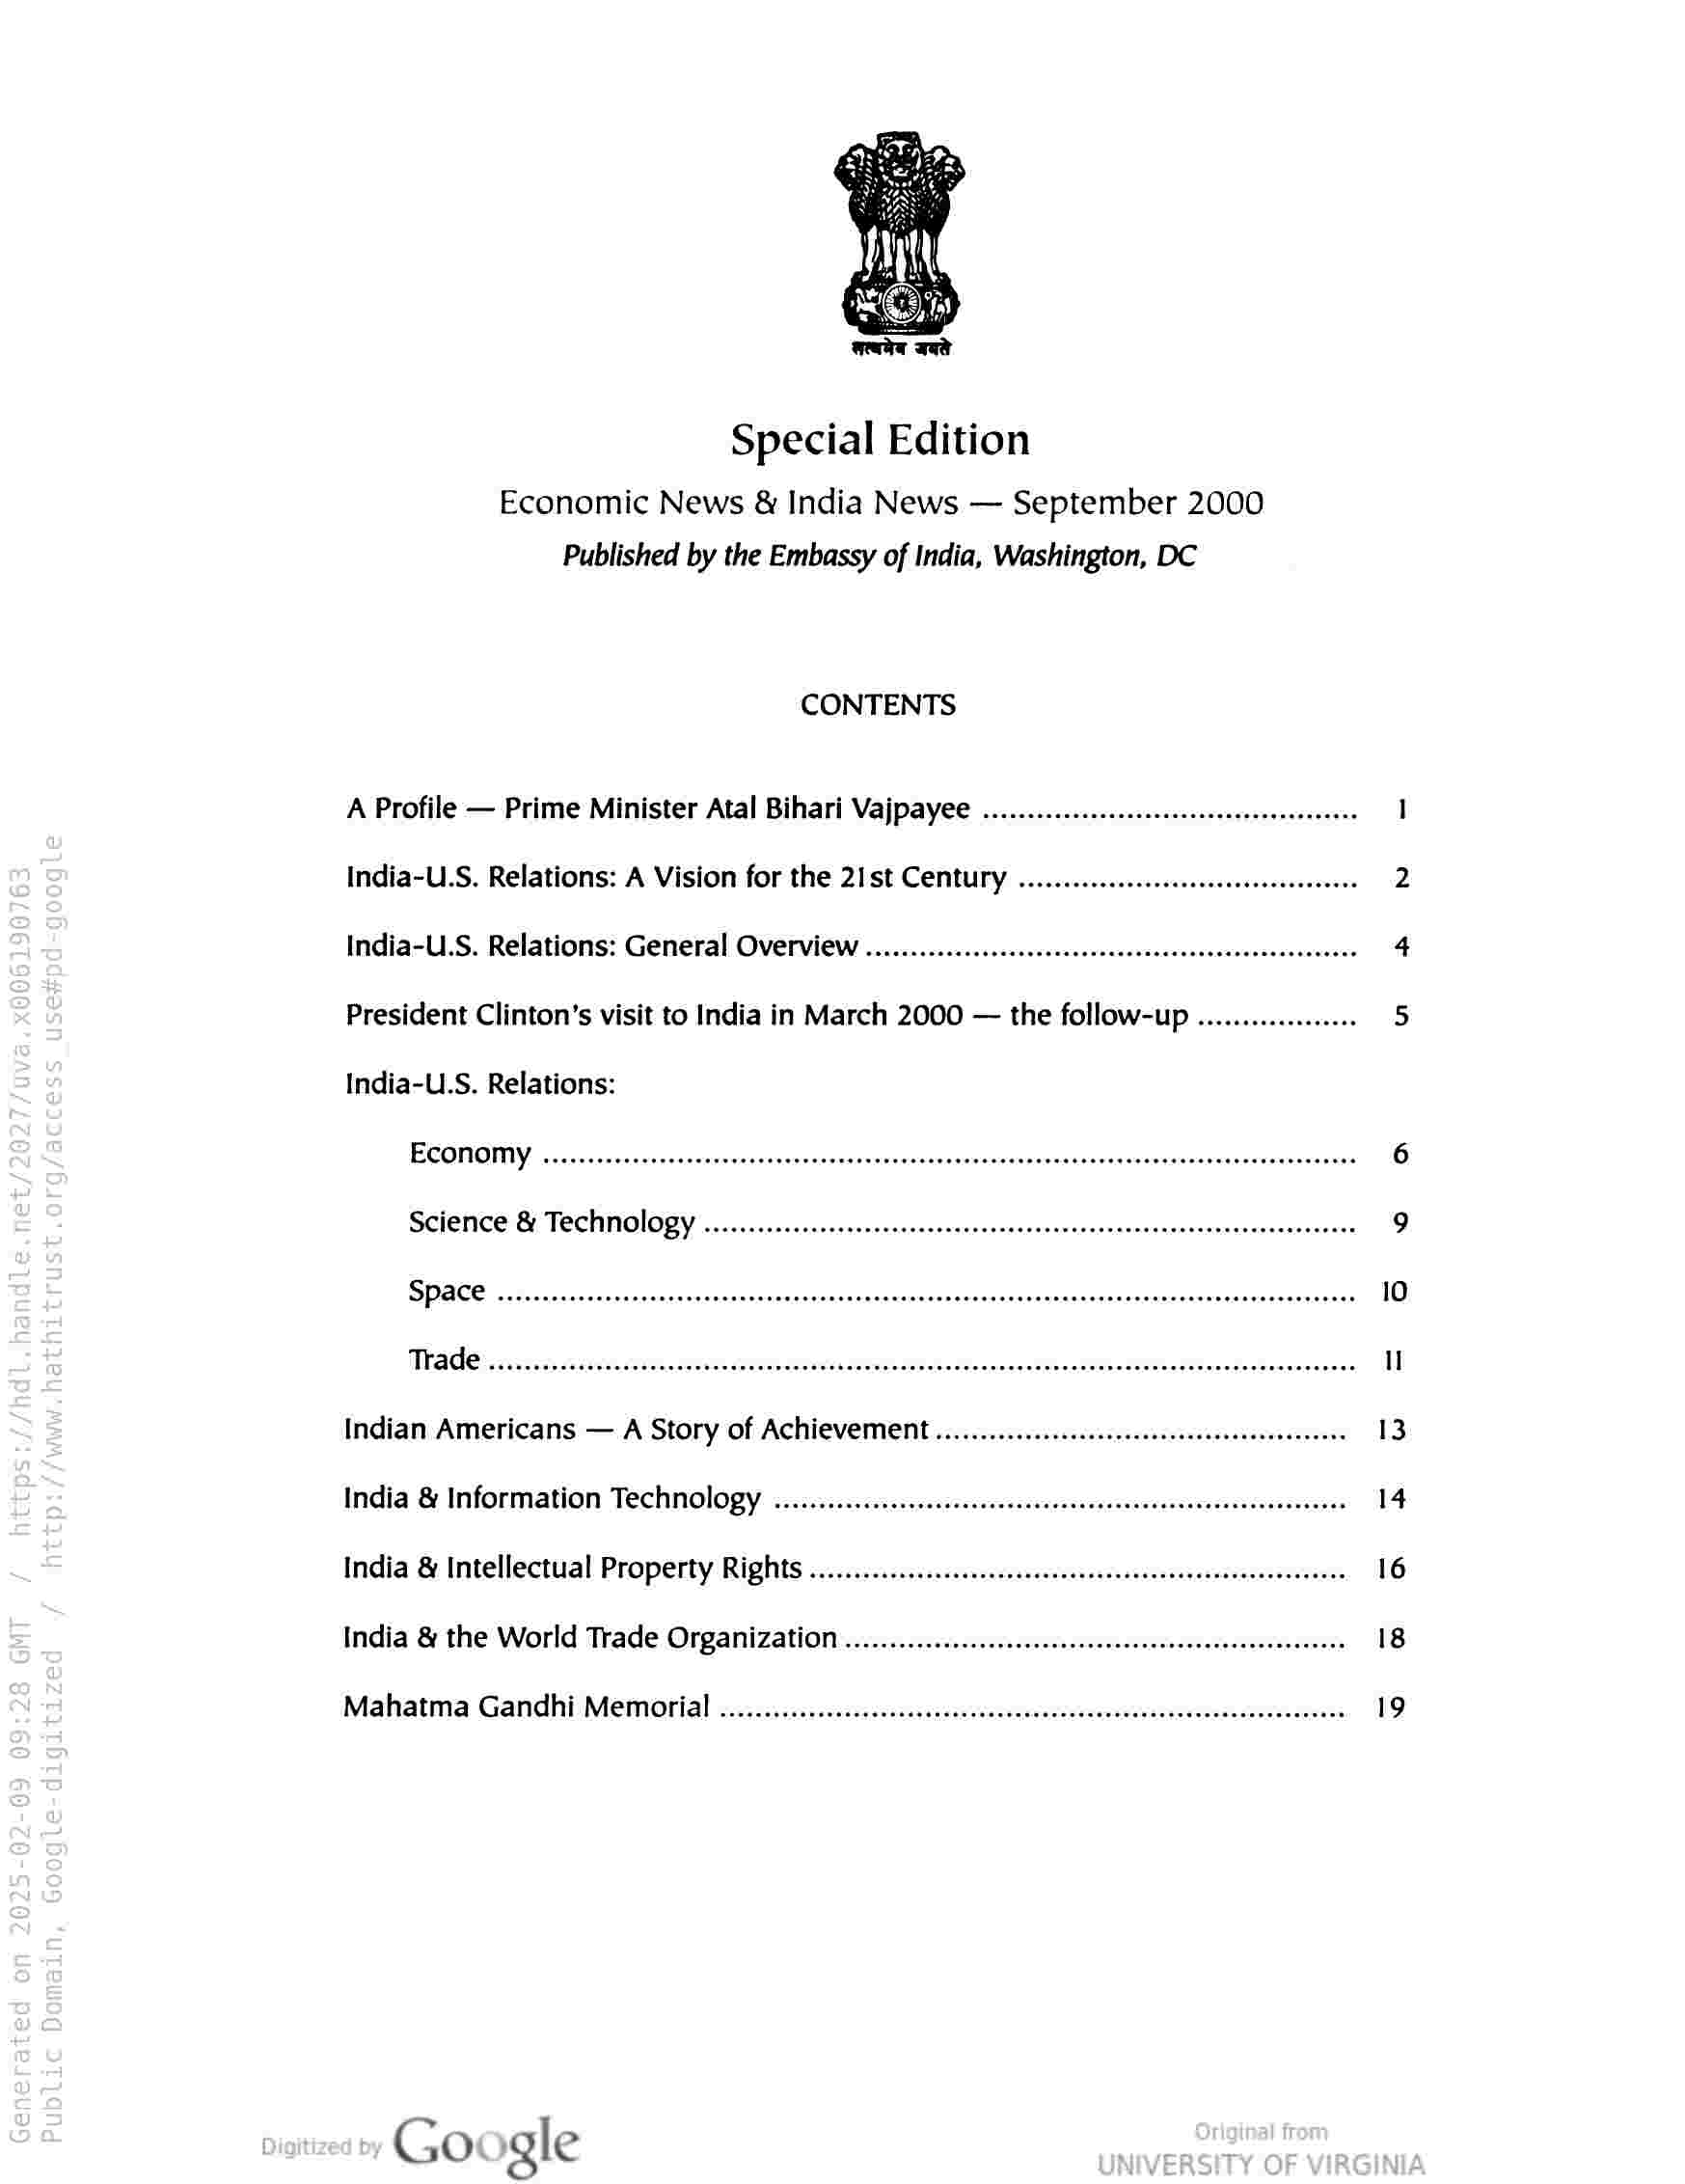 सत्यमेव जयते
Special Edition
Economic News & India News — September 2000
Published by the Embassy of India, Washington, DC
CONTENTS
A Profile — Prime Minister Atal Bihari Vajpayee .......................................... 1
India-U.S. Relations: A Vision for the 21st Century ...................................... 2
India-U.S. Relations: General Overview ....................................................... 4
President Clinton's visit to India in March 2000 — the follow-up .................. 5
India-U.S. Relations:
Economy ........................................................................................... 6
Science & Technology ......................................................................... 9
Space ................................................................................................ 10
Trade ................................................................................................. 11
Indian Americans — A Story of Achievement .............................................. 13
India & Information Technology ................................................................ 14
India & Intellectual Property Rights ............................................................ 16
India & the World Trade Organization ........................................................ 18
Mahatma Gandhi Memorial ...................................................................... 19
Generated on 2025-02-09 09:28 GMT / https://hdl.handle.net/2027/uva.x006190763
Public Domain, Google-digitized / http://www.hathitrust.org/access_use#pd-google
Digitized by Google
Original from
UNIVERSITY OF VIRGINIA